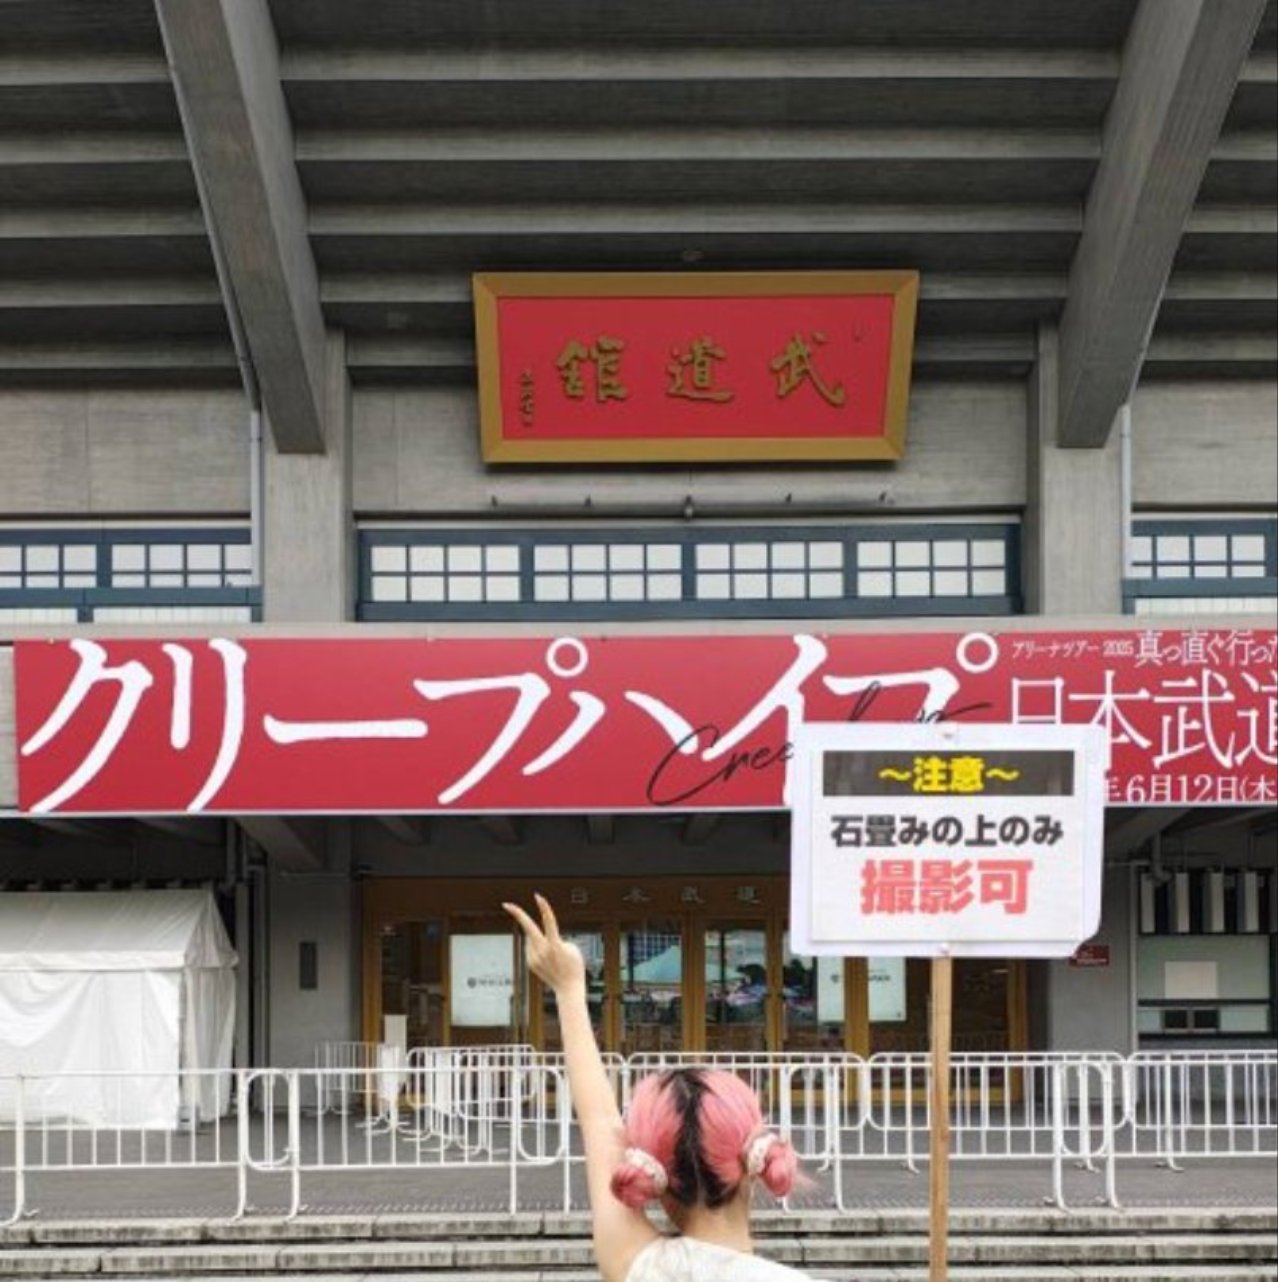 武道館
クリープハイプ
アリーナツアー 2025 真っ直ぐ行った
日本武道
年6月12日(木
～注意～
石畳みの上のみ
撮影可
日本武道